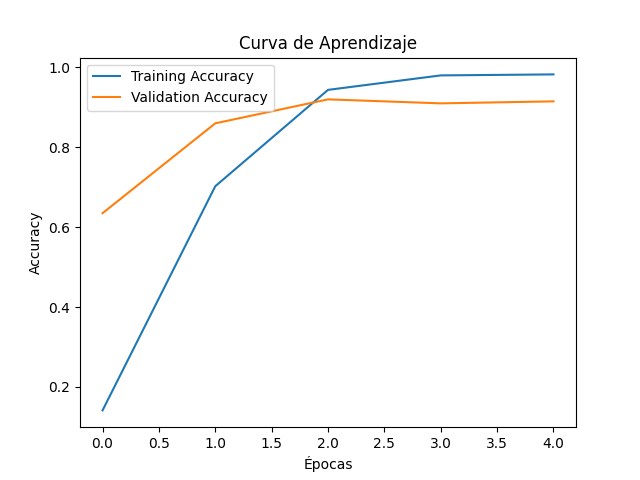 Curva de Aprendizaje
Training Accuracy
Validation Accuracy
1.0
0.8
0.6
0.4
0.2
Accuracy
0.0 0.5 1.0 1.5 2.0 2.5 3.0 3.5 4.0
Épocas